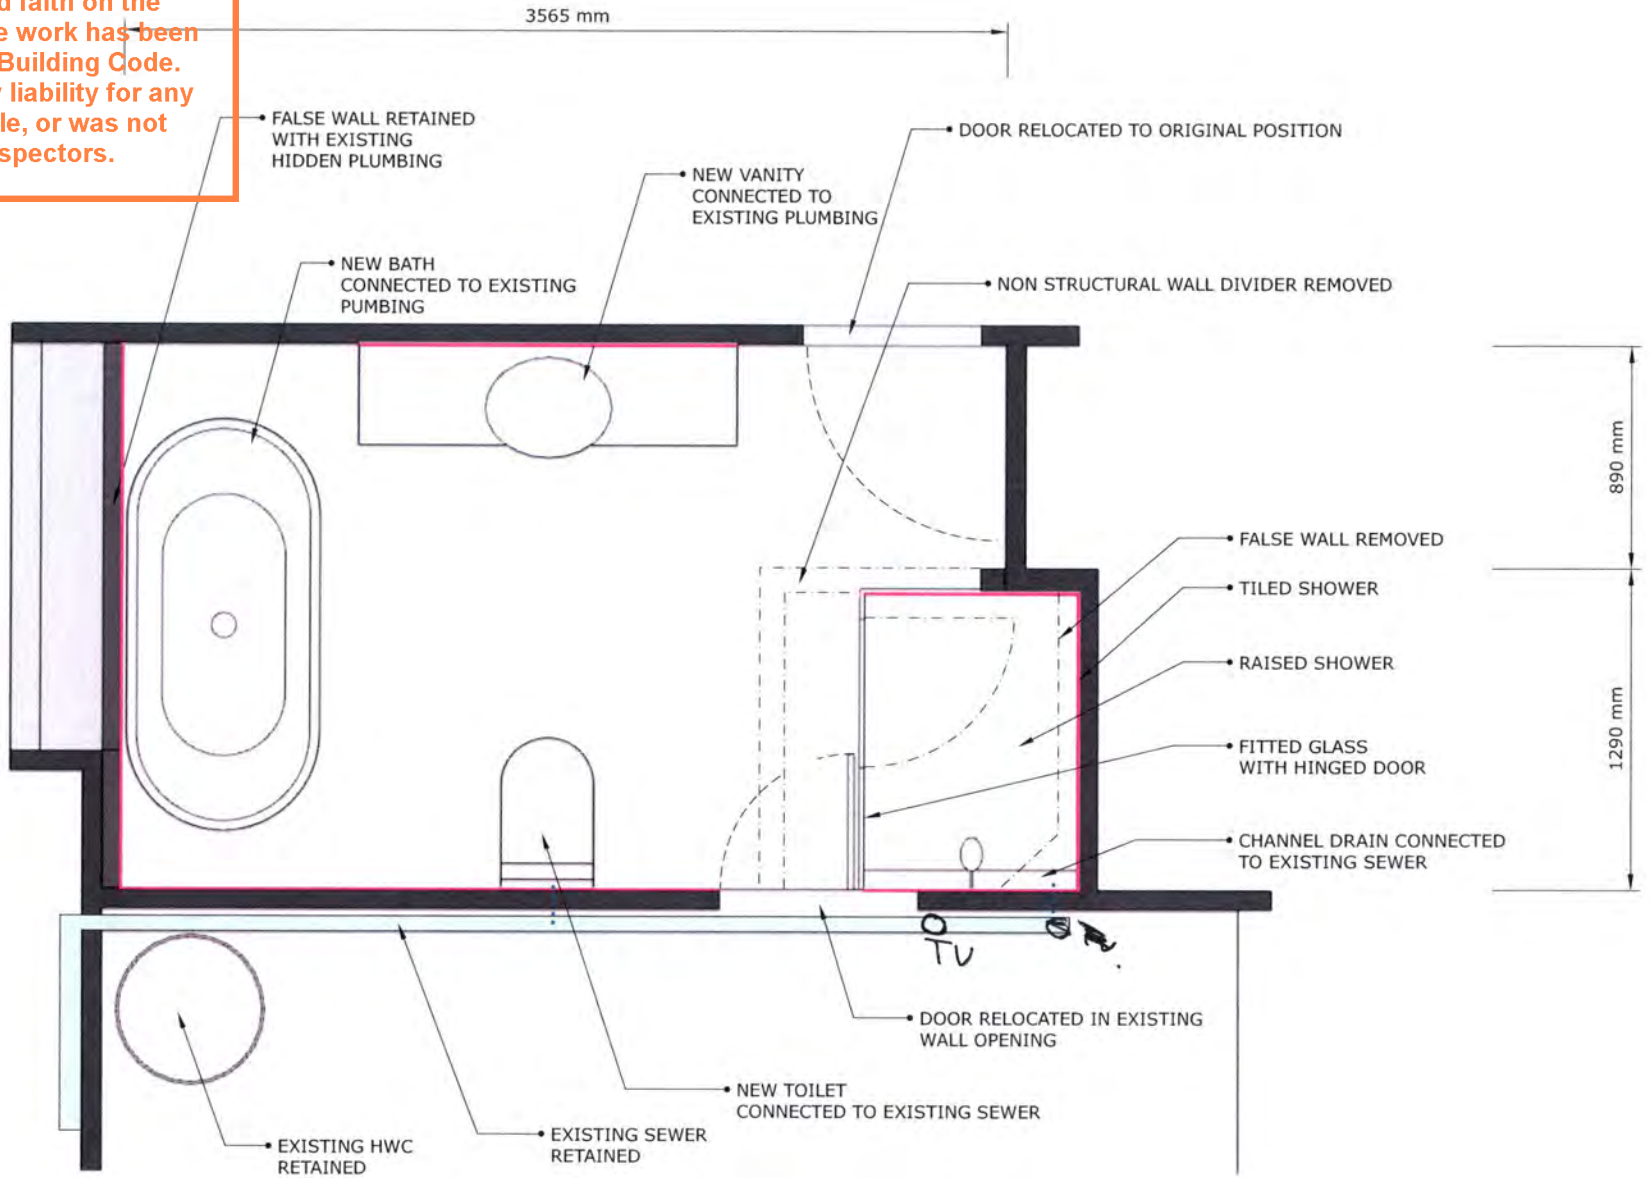 d faith on the
e work has been
Building Code.
liability for any
le, or was not
spectors.
3565 mm
FALSE WALL RETAINED
WITH EXISTING
HIDDEN PLUMBING
DOOR RELOCATED TO ORIGINAL POSITION
NEW VANITY
CONNECTED TO
EXISTING PLUMBING
NEW BATH
CONNECTED TO EXISTING
PUMBING
NON STRUCTURAL WALL DIVIDER REMOVED
890 mm
FALSE WALL REMOVED
TILED SHOWER
RAISED SHOWER
1290 mm
FITTED GLASS
WITH HINGED DOOR
CHANNEL DRAIN CONNECTED
TO EXISTING SEWER
TV
DOOR RELOCATED IN EXISTING
WALL OPENING
NEW TOILET
CONNECTED TO EXISTING SEWER
EXISTING SEWER
RETAINED
EXISTING HWC
RETAINED